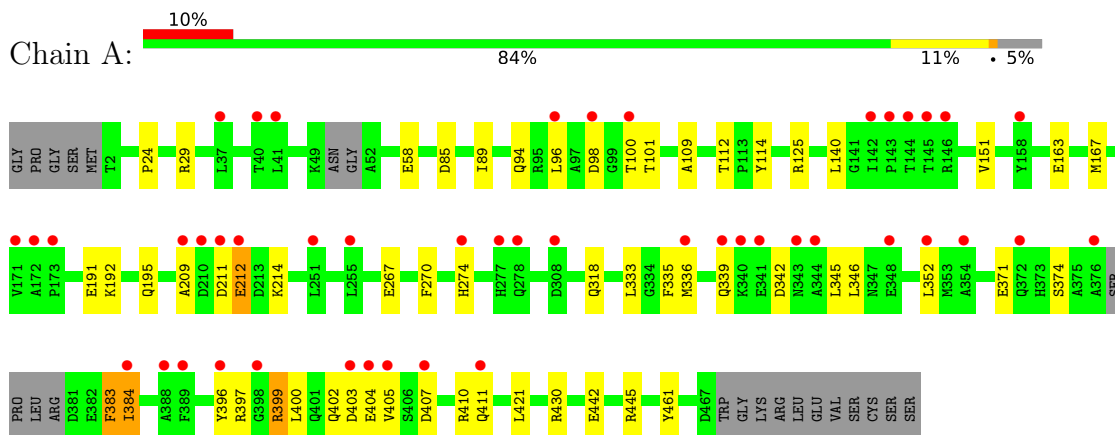 10%
Chain A:
84% 11% • 5%
GLY PRO GLY SER MET T2 P24 R29 L37 T40 L41 K49 ASN GLY A52 E58 D85 I89 Q94 R95 L96 A97 D98 G99 T100 T101 A109 T112 P113 Y114 R125 L140 G141 I142 P143 T144 T145 R146 V151 Y158 E163 M167
V171 A172 P173 E191 K192 Q195 A209 D210 D211 E212 D213 K214 L251 L255 E267 F270 H274 H277 Q278 D308 Q318 L333 G334 F335 M336 Q339 K340 E341 D342 N343 A344 L345 L346 N347 E348 L352 M353 A354 E371 Q372 H373 S374 A375 A376 SER
PRO LEU ARG D381 E382 F383 I384 A388 F389 Y396 R397 G398 R399 L400 Q401 Q402 D403 E404 V405 S406 D407 R410 Q411 L421 R430 E442 R445 Y461 D467 TRP GLY LYS ARG LEU GLU VAL SER CYS SER SER